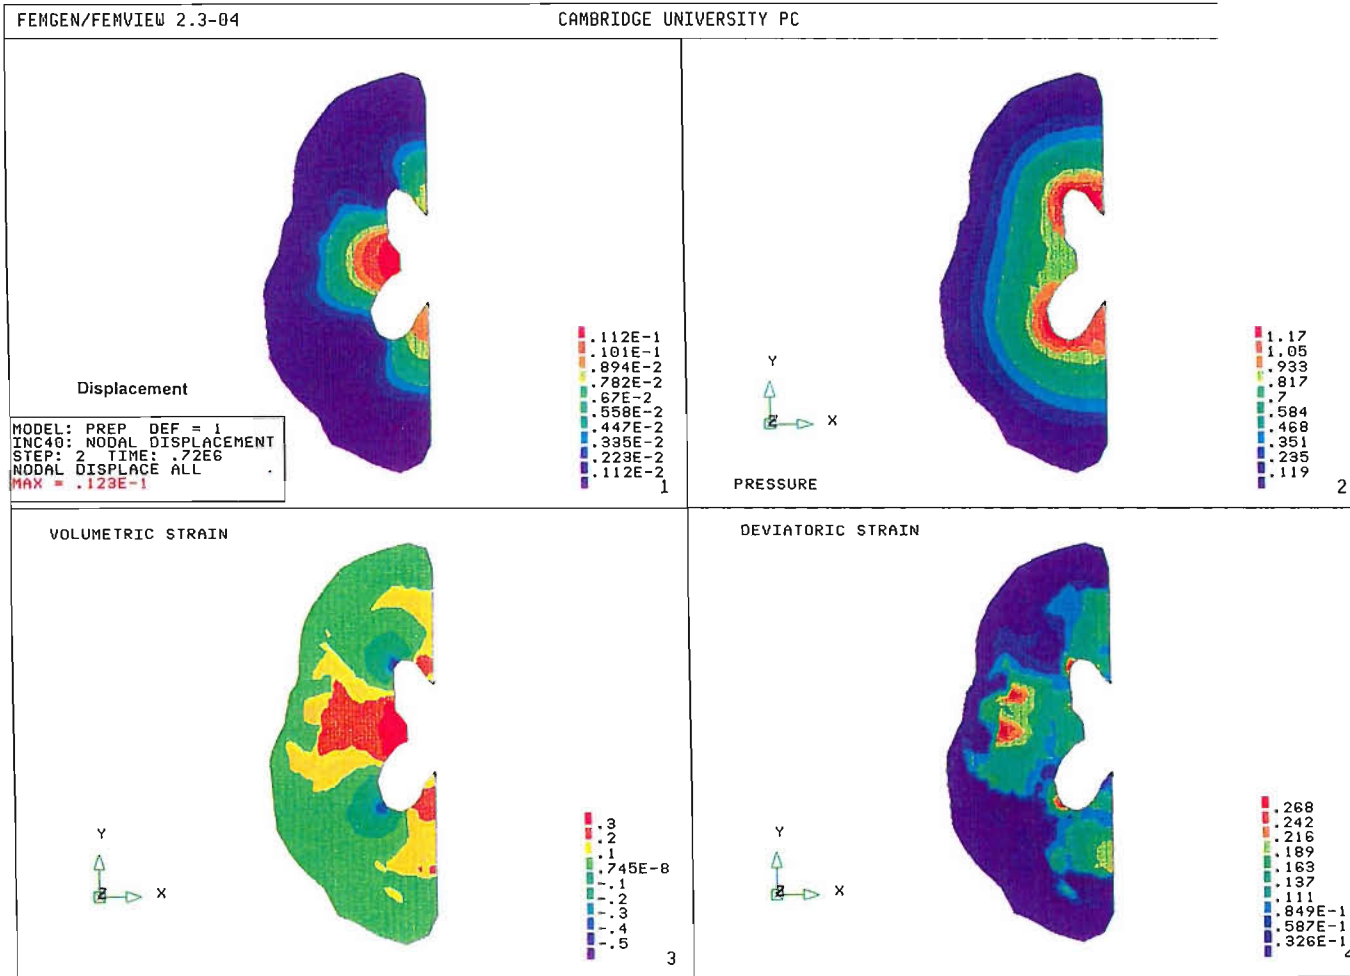 FEMGEN/FEMVIEW 2.3-04
CAMBRIDGE UNIVERSITY PC
.112E-1
.101E-1
.894E-2
.782E-2
.67E-2
.558E-2
.447E-2
.335E-2
.223E-2
.112E-2
Displacement
MODEL: PREP DEF = 1
INC40: NODAL DISPLACEMENT
STEP: 2 TIME: .72E6
NODAL DISPLACE ALL
MAX = .123E-1
1
1.17
1.05
.933
.817
.7
.584
.468
.351
.235
.119
Y
Z X
PRESSURE
2
VOLUMETRIC STRAIN
.3
.2
.1
.745E-8
-.1
-.2
-.3
-.4
-.5
Y
Z X
3
DEVIATORIC STRAIN
.268
.242
.216
.189
.163
.137
.111
.849E-1
.587E-1
.326E-1
Y
Z X